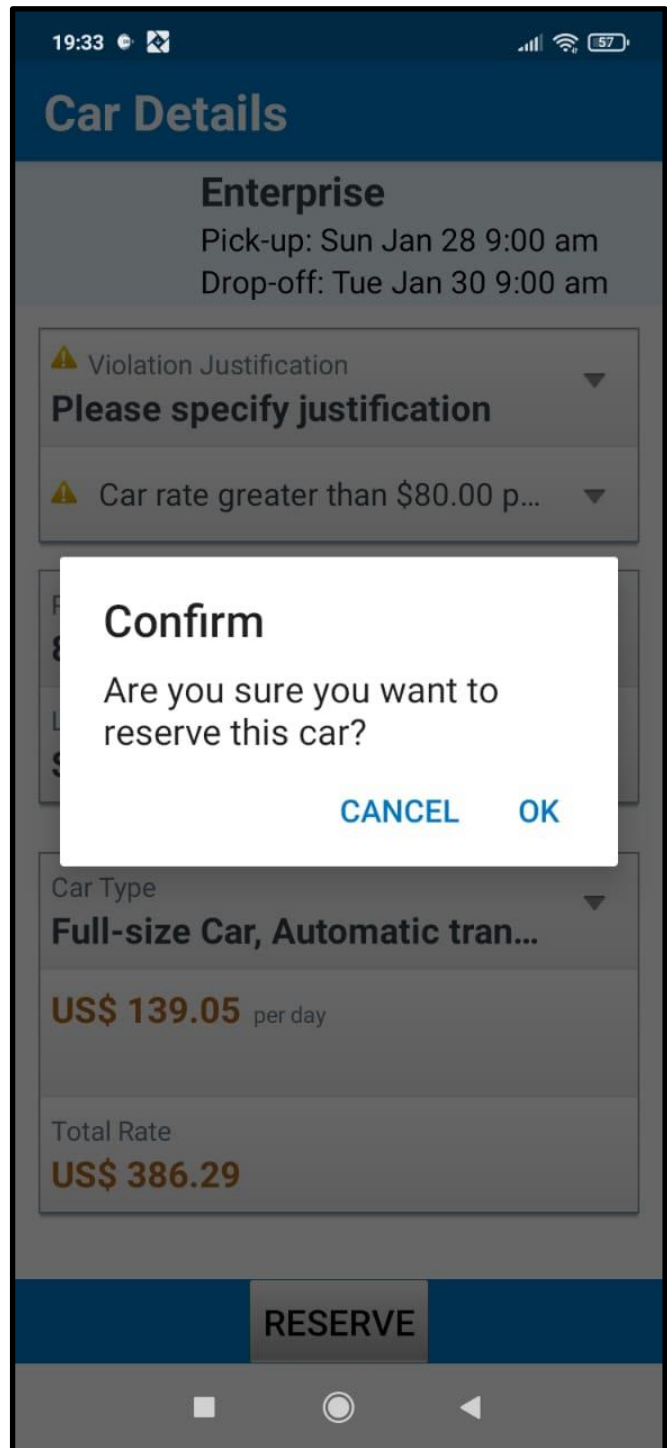 19:33
57
Car Details
Enterprise
Pick-up: Sun Jan 28 9:00 am
Drop-off: Tue Jan 30 9:00 am
Violation Justification
Please specify justification
Car rate greater than $80.00 p...
Confirm
Are you sure you want to
reserve this car?
CANCEL OK
Car Type
Full-size Car, Automatic tran...
US$ 139.05 per day
Total Rate
US$ 386.29
RESERVE